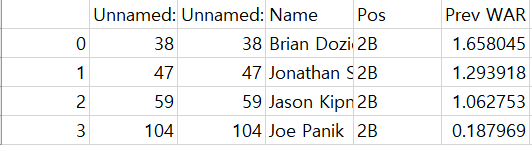 Unnamed: Unnamed: Name Pos Prev WAR
0 38 38 Brian Dozi 2B 1.658045
1 47 47 Jonathan S 2B 1.293918
2 59 59 Jason Kipn 2B 1.062753
3 104 104 Joe Panik 2B 0.187969